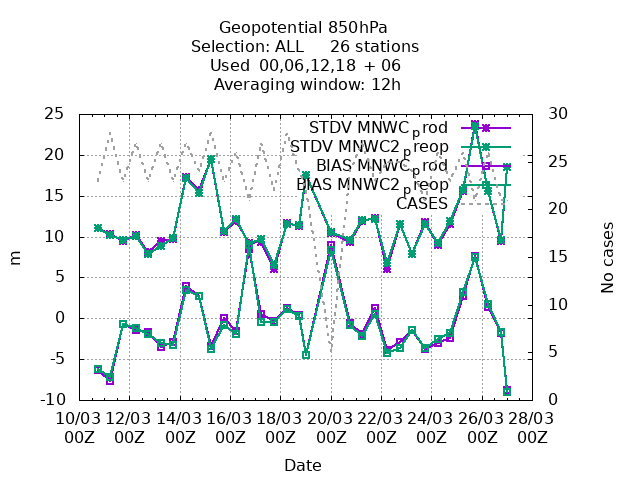 Geopotential 850hPa
Selection: ALL 26 stations
Used 00,06,12,18 + 06
Averaging window: 12h
STDV MNWC_prod
STDV MNWC2_preop
BIAS MNWC_prod
BIAS MNWC2_preop
CASES
25
20
15
10
5
0
-5
-10
m
30
25
20
15
10
5
0
No cases
10/03 12/03 14/03 16/03 18/03 20/03 22/03 24/03 26/03 28/03
00Z 00Z 00Z 00Z 00Z 00Z 00Z 00Z 00Z 00Z
Date